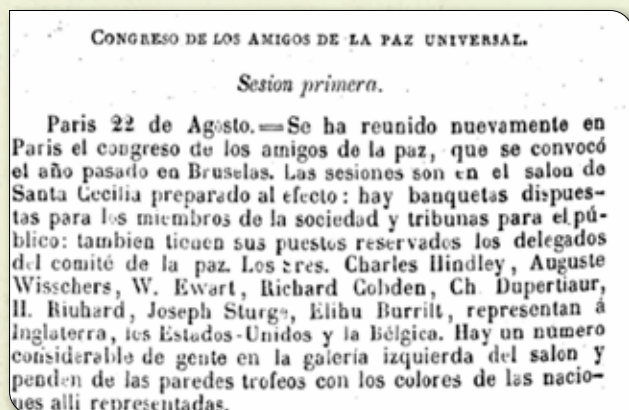 CONGRESO DE LOS AMIGOS DE LA PAZ UNIVERSAL.
Sesion primera.
Paris 22 de Agosto.=Se ha reunido nuevamente en
Paris el congreso de los amigos de la paz, que se convocó
el año pasado en Bruselas. Las sesiones son en el salon de
Santa Cecilia preparado al efecto: hay banquetas dispues-
tas para los miembros de la sociedad y tribunas para el pú-
blico: tambien tienen sus puestos reservados los delegados
del comité de la paz. Los sres. Charles Hindley, Auguste
Wisschers, W. Ewart, Richard Cobden, Ch. Dupertiaur,
H. Riuhard, Joseph Sturge, Elihu Burrilt, representan á
Inglaterra, los Estados-Unidos y la Bélgica. Hay un número
considerable de gente en la galería izquierda del salon y
penden de las paredes trofeos con los colores de las nacio-
nes alli representadas.